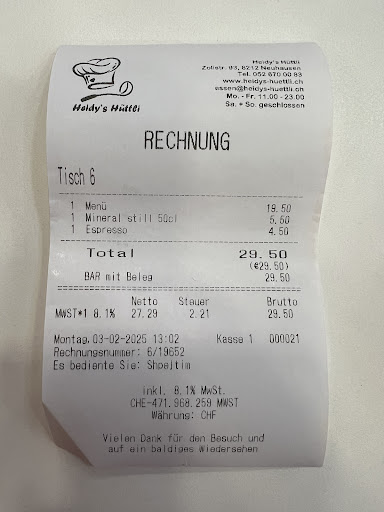 Heidy's Hüttli
Heidy's Hüttli
Zollstr. 93, 8212 Neuhausen
Tel. 052 670 00 93
www.heidys-huettli.ch
essen@heidys-huettli.ch
Mo. - Fr. 11.00 - 23.00
Sa. + So. geschlossen
RECHNUNG
Tisch 6
1 Menü 19.50
1 Mineral still 50cl 5.50
1 Espresso 4.50
Total 29.50
(€29.50)
BAR mit Beleg 29.50
Netto Steuer Brutto
MWST*1 8.1% 27.29 2.21 29.50
Montag,03-02-2025 13:02 Kasse 1 000021
Rechnungsnummer: 6/19652
Es bediente Sie: Shpejtim
inkl. 8.1% MwSt.
CHE-471.968.259 MWST
Währung: CHF
Vielen Dank für den Besuch und
auf ein baldiges Wiedersehen